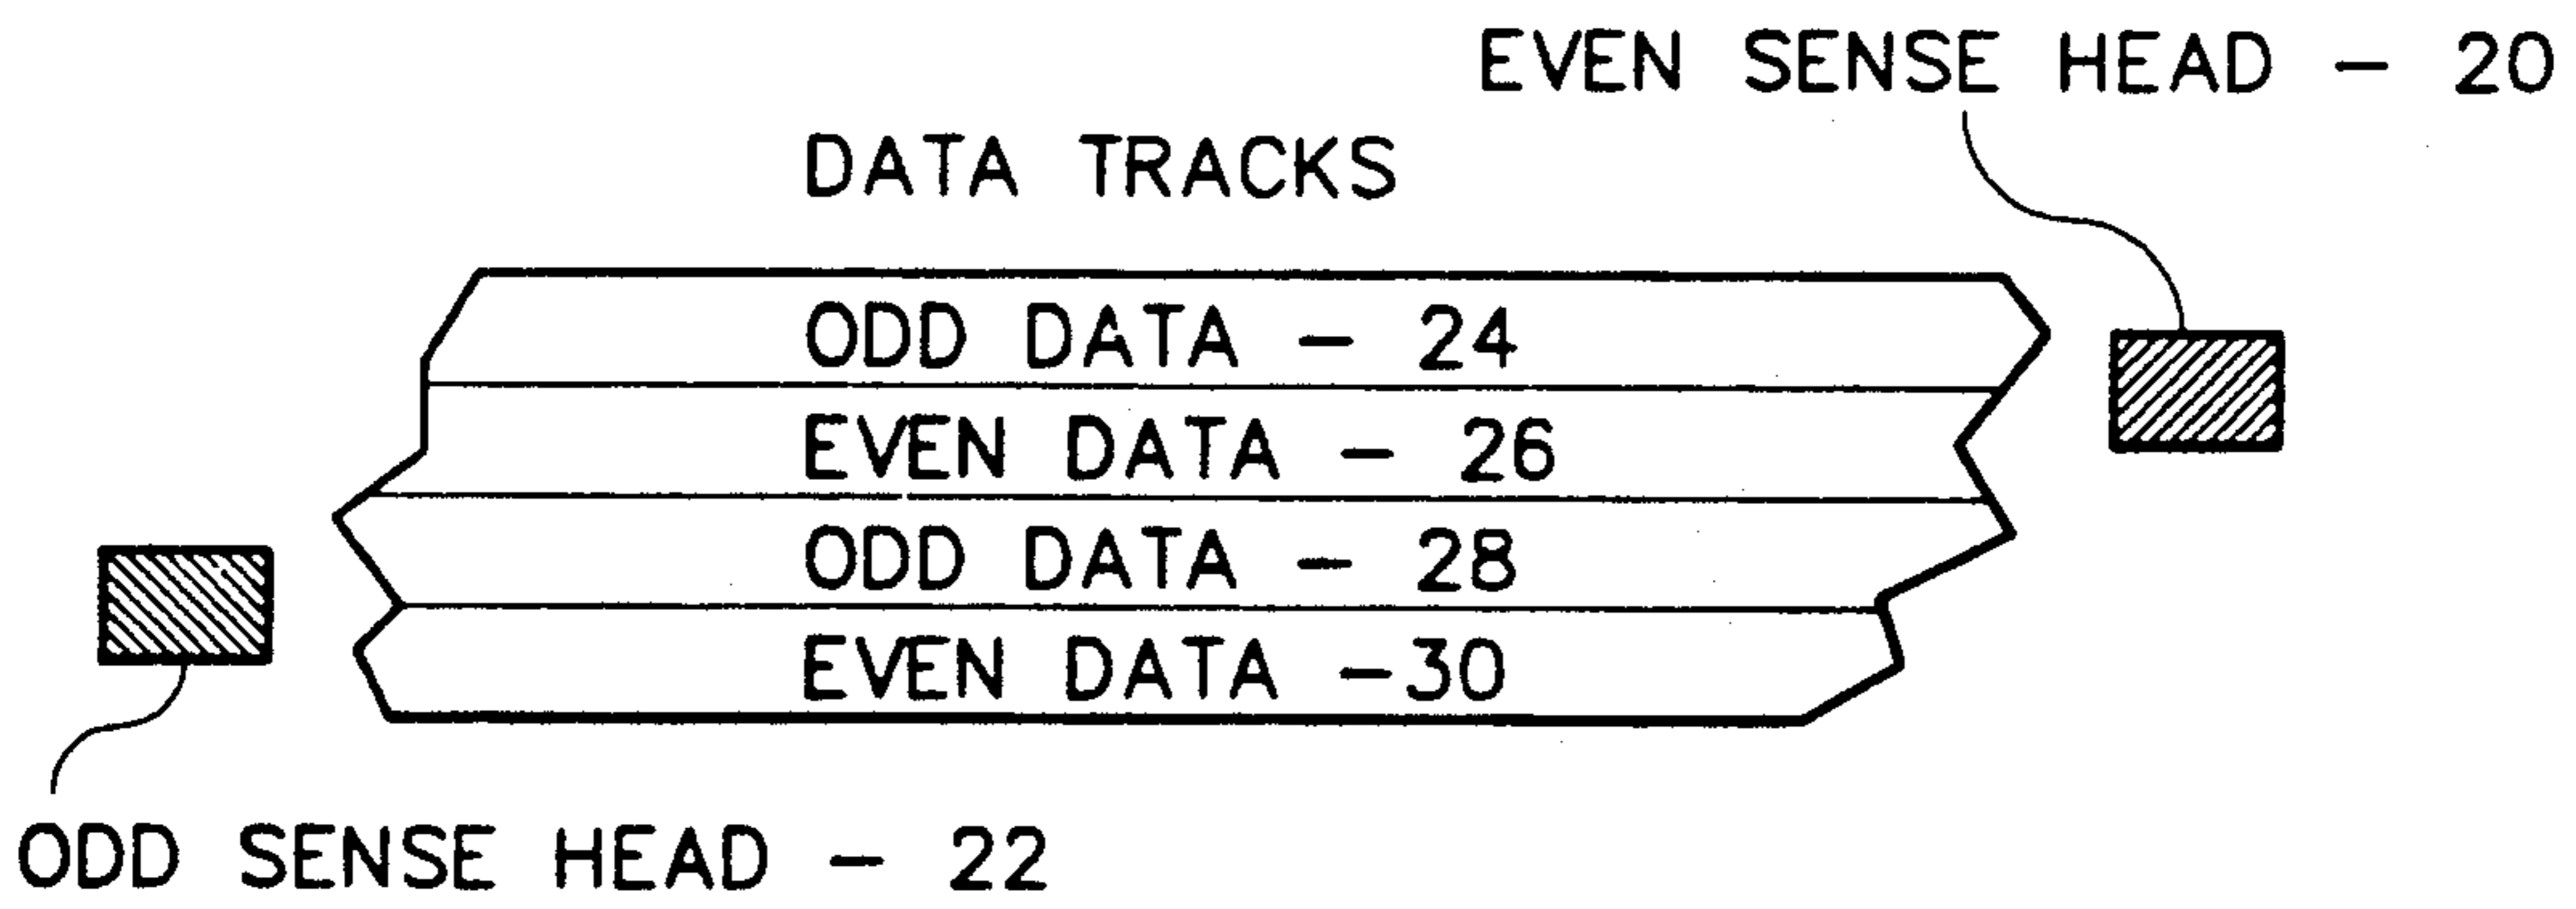 EVEN SENSE HEAD - 20
DATA TRACKS
ODD DATA - 24
EVEN DATA - 26
ODD DATA - 28
EVEN DATA -30
ODD SENSE HEAD - 22